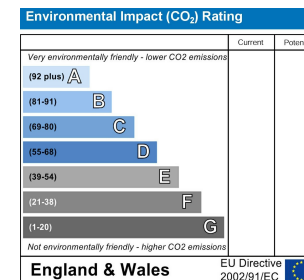 Environmental Impact (CO₂) Rating
Current Poten
Very environmentally friendly - lower CO2 emissions
(92 plus) A
(81-91) B
(69-80) C
(55-68) D
(39-54) E
(21-38) F
(1-20) G
Not environmentally friendly - higher CO2 emissions
England & Wales
EU Directive
2002/91/EC